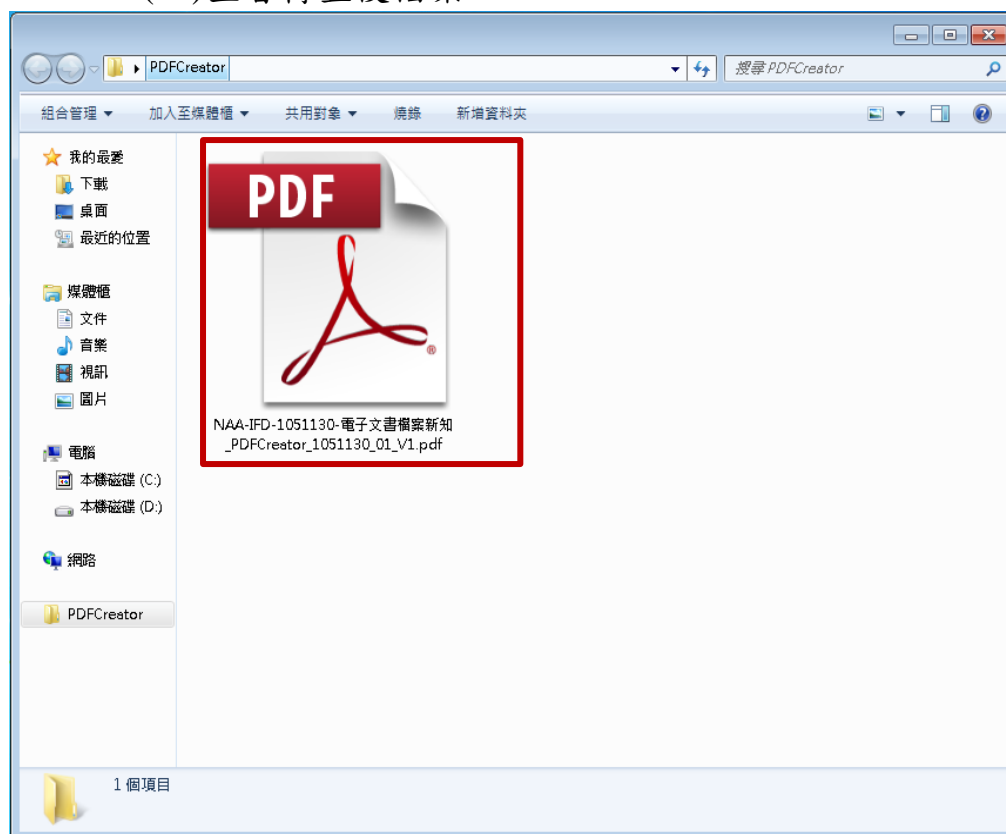 PDFCreator
搜尋 PDFCreator
組合管理 加入至媒體櫃 共用對象 燒錄 新增資料夾
我的最愛
下載
桌面
最近的位置
媒體櫃
文件
音樂
視訊
圖片
電腦
本機磁碟 (C:)
本機磁碟 (D:)
網路
PDFCreator
PDF
NAA-IFD-1051130-電子文書檔案新知
_PDFCreator_1051130_01_V1.pdf
1 個項目